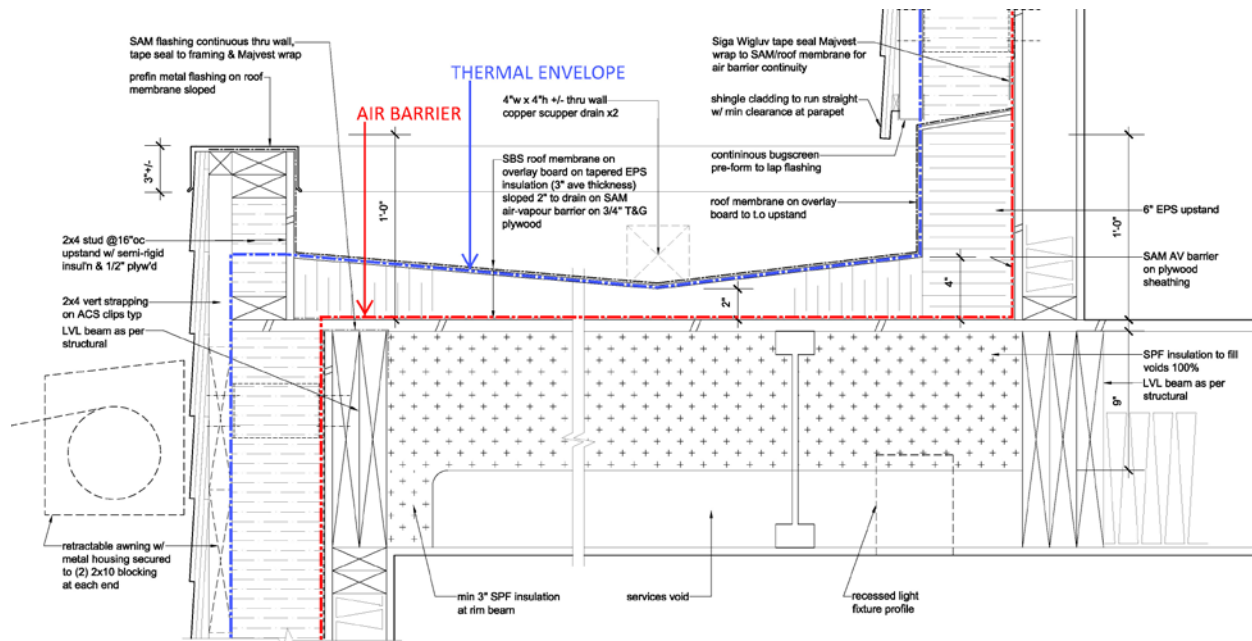 SAM flashing continuous thru wall,
tape seal to framing & Majvest wrap
prefin metal flashing on roof
membrane sloped
THERMAL ENVELOPE
AIR BARRIER
4"w x 4"h +/- thru wall
copper scupper drain x2
SBS roof membrane on
overlay board on tapered EPS
insulation (3" ave thickness)
sloped 2" to drain on SAM
air-vapour barrier on 3/4" T&G
plywood
Siga Wigluv tape seal Majvest
wrap to SAM/roof membrane for
air barrier continuity
shingle cladding to run straight
w/ min clearance at parapet
contininous bugscreen
pre-form to lap flashing
roof membrane on overlay
board to t.o upstand
3"+/-
1'-0"
1'-0"
6" EPS upstand
SAM AV barrier
on plywood
sheathing
2x4 stud @16"oc
upstand w/ semi-rigid
insul'n & 1/2" plyw'd
2x4 vert strapping
on ACS clips typ
LVL beam as per
structural
2"
4"
SPF insulation to fill
voids 100%
LVL beam as per
structural
9"
retractable awning w/
metal housing secured
to (2) 2x10 blocking
at each end
min 3" SPF insulation
at rim beam
services void
recessed light
fixture profile